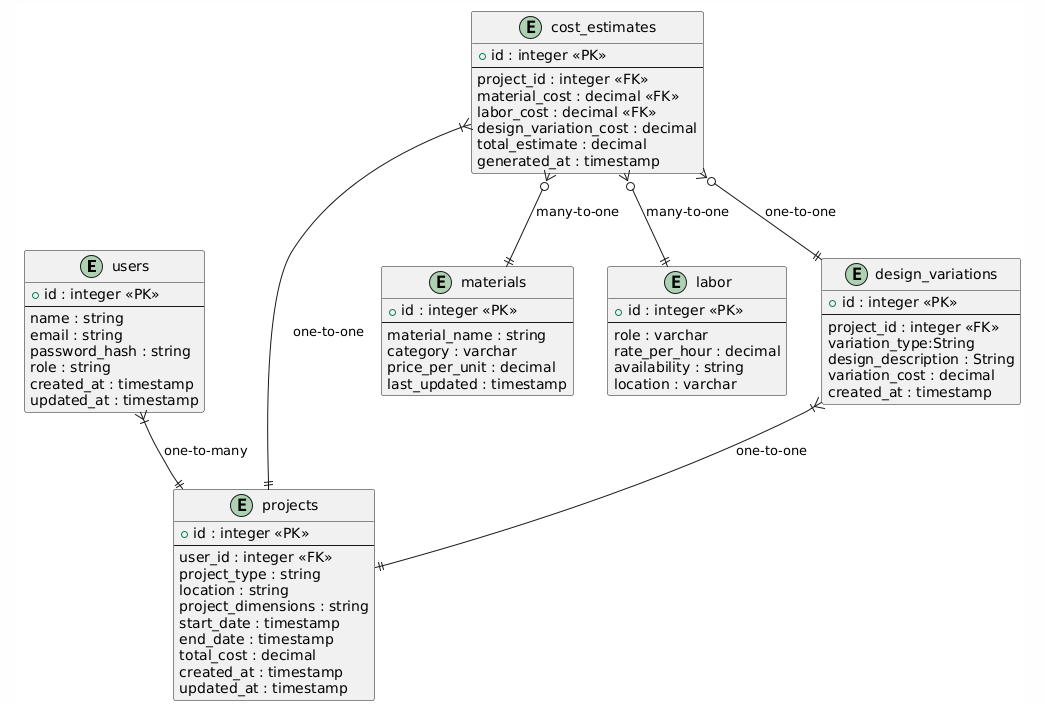 E cost_estimates
id : integer «PK»
project_id : integer «FK»
material_cost : decimal «FK»
labor_cost : decimal «FK»
design_variation_cost : decimal
total_estimate : decimal
generated_at : timestamp
many-to-one
many-to-one
one-to-one
E users
id : integer «PK»
name : string
email : string
password_hash : string
role : string
created_at : timestamp
updated_at : timestamp
one-to-one
E materials
id : integer «PK»
material_name : string
category : varchar
price_per_unit : decimal
last_updated : timestamp
E labor
id : integer «PK»
role : varchar
rate_per_hour : decimal
availability : string
location : varchar
E design_variations
id : integer «PK»
project_id : integer «FK»
variation_type:String
design_description : String
variation_cost : decimal
created_at : timestamp
one-to-many
one-to-one
E projects
id : integer «PK»
user_id : integer «FK»
project_type : string
location : string
project_dimensions : string
start_date : timestamp
end_date : timestamp
total_cost : decimal
created_at : timestamp
updated_at : timestamp